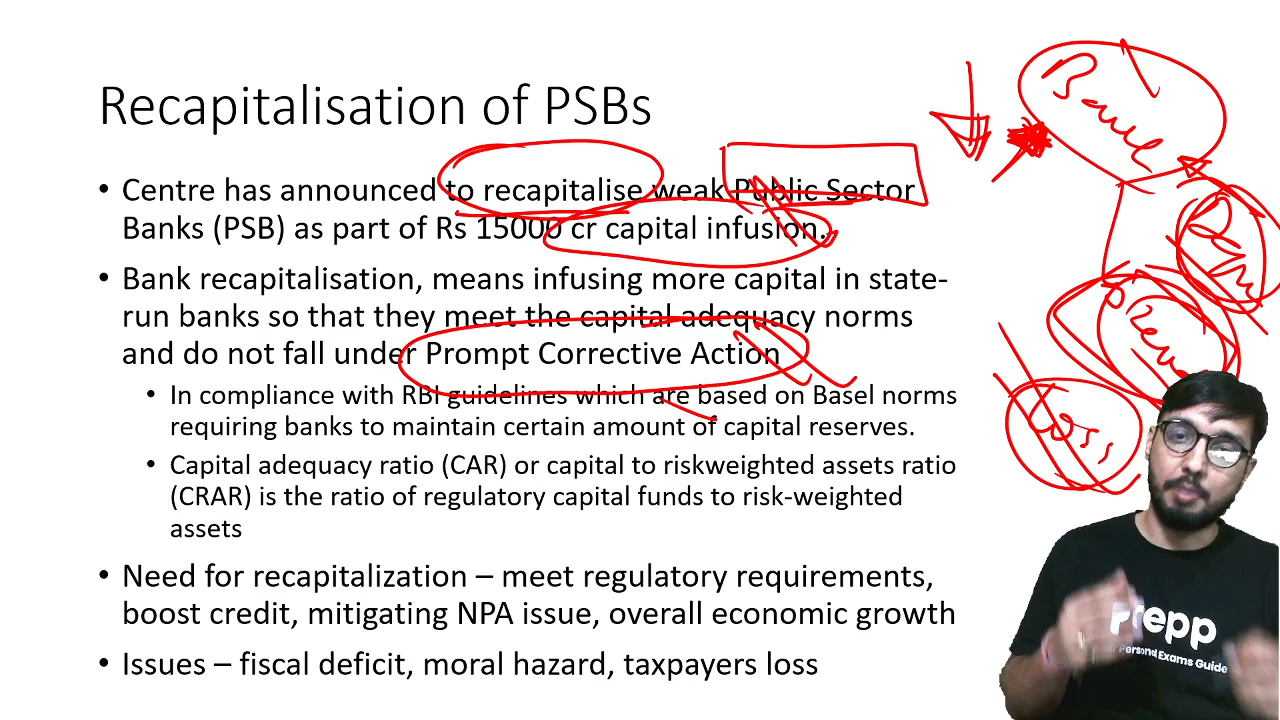 Recapitalisation of PSBs
• Centre has announced to recapitalise weak Public Sector
Banks (PSB) as part of Rs 15000 cr capital infusion.
• Bank recapitalisation, means infusing more capital in state-
run banks so that they meet the capital adequacy norms
and do not fall under Prompt Corrective Action
• In compliance with RBI guidelines which are based on Basel norms
requiring banks to maintain certain amount of capital reserves.
• Capital adequacy ratio (CAR) or capital to riskweighted assets ratio
(CRAR) is the ratio of regulatory capital funds to risk-weighted
assets
• Need for recapitalization – meet regulatory requirements,
boost credit, mitigating NPA issue, overall economic growth
• Issues – fiscal deficit, moral hazard, taxpayers loss
Bank
Loss
Prepp
Personal Exams Guide